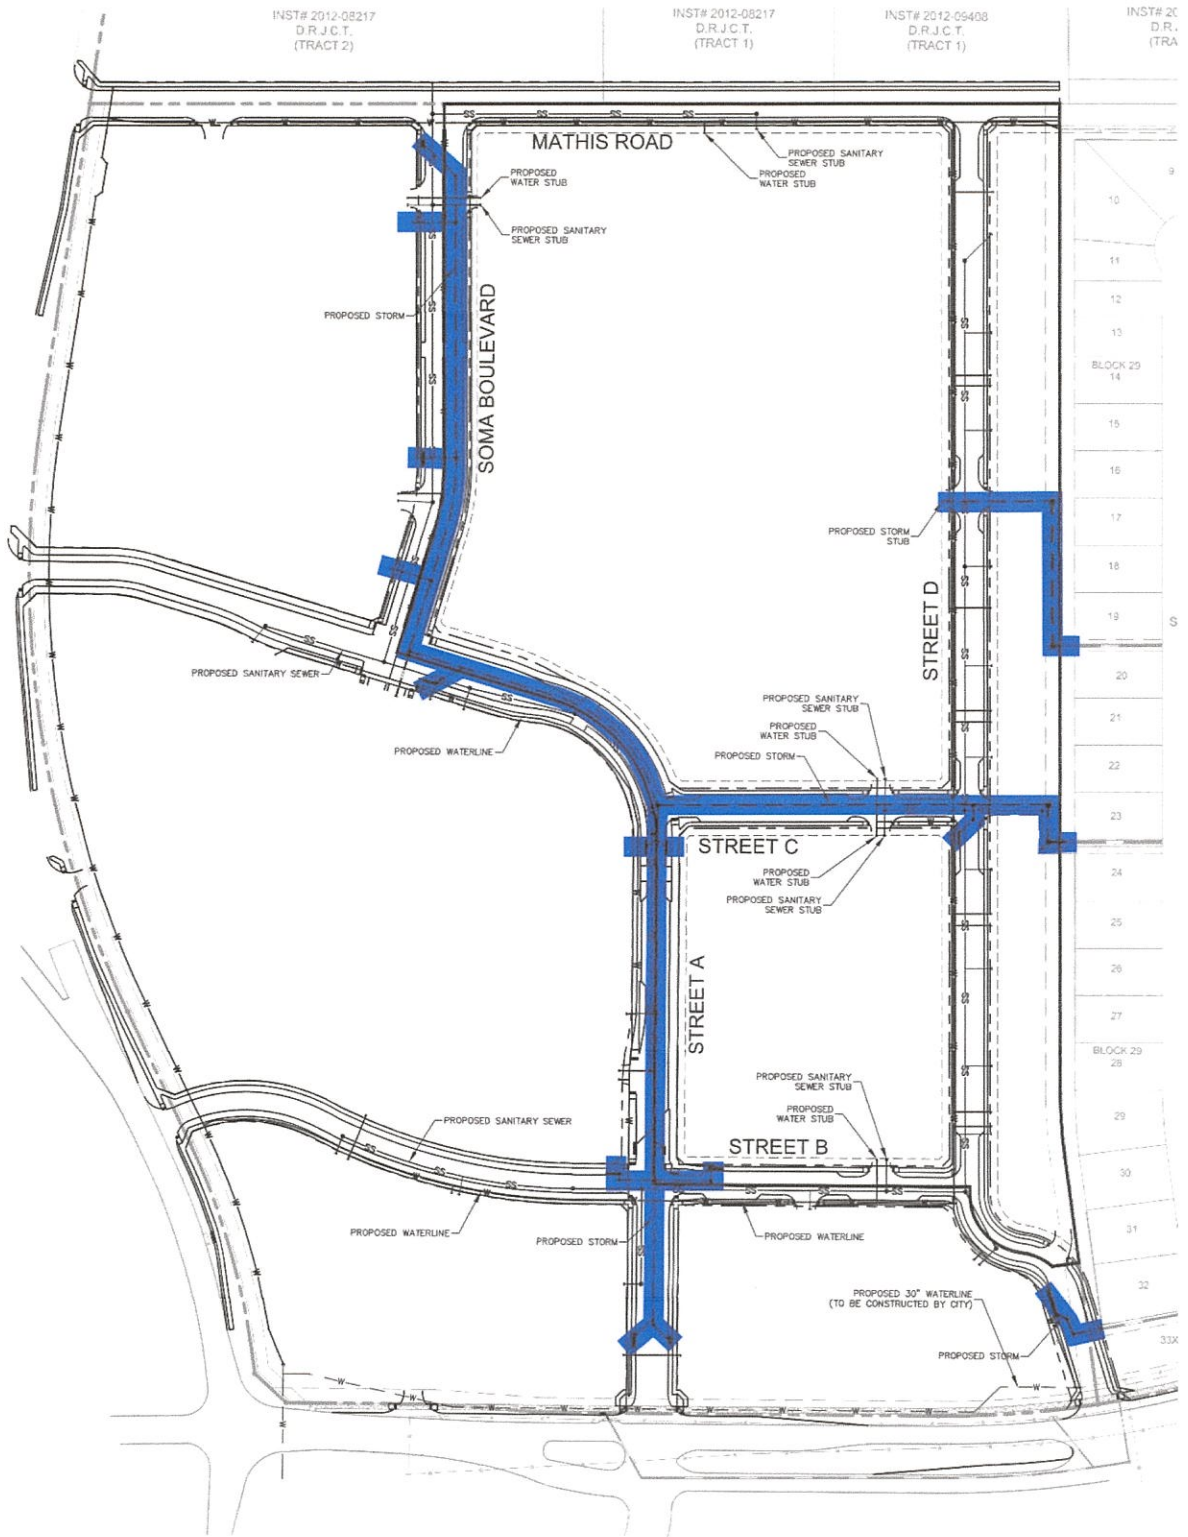 INST# 2012-08217
D.R.J.C.T.
(TRACT 2)
INST# 2012-08217
D.R.J.C.T.
(TRACT 1)
INST# 2012-09408
D.R.J.C.T.
(TRACT 1)
MATHIS ROAD
PROPOSED SANITARY
SEWER STUB
PROPOSED
WATER STUB
PROPOSED
WATER STUB
PROPOSED SANITARY
SEWER STUB
PROPOSED STORM
SOMA BOULEVARD
9
10
11
12
13
BLOCK 29
14
15
16
17
18
19
20
21
22
23
24
25
26
27
BLOCK 29
28
29
30
31
32
33X
PROPOSED STORM
STUB
STREET D
PROPOSED SANITARY SEWER
PROPOSED WATERLINE
PROPOSED SANITARY
SEWER STUB
PROPOSED
WATER STUB
PROPOSED STORM
STREET C
PROPOSED
WATER STUB
PROPOSED SANITARY
SEWER STUB
STREET A
PROPOSED SANITARY
SEWER STUB
PROPOSED
WATER STUB
STREET B
PROPOSED SANITARY SEWER
PROPOSED WATERLINE
PROPOSED STORM
PROPOSED WATERLINE
PROPOSED 30" WATERLINE
(TO BE CONSTRUCTED BY CITY)
PROPOSED STORM